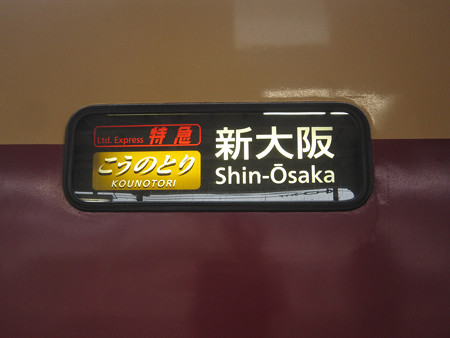 Ltd. Express 特急
こうのとり
KOUNOTORI
新大阪
Shin-Ōsaka